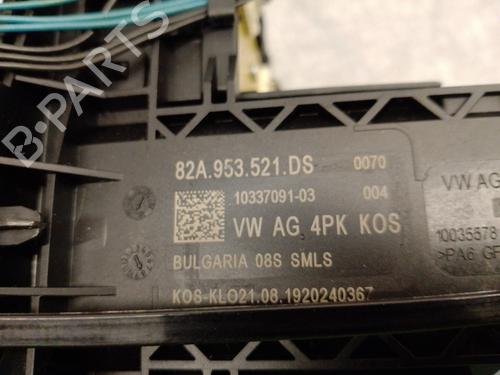 B-PARTS
82A.953.521.DS 0070
10337091-03 004
VW AG 4PK KOS
BULGARIA 08S SMLS
KOS-KLO21.08.1920240367
VW AG
10035578
>PA6 GF